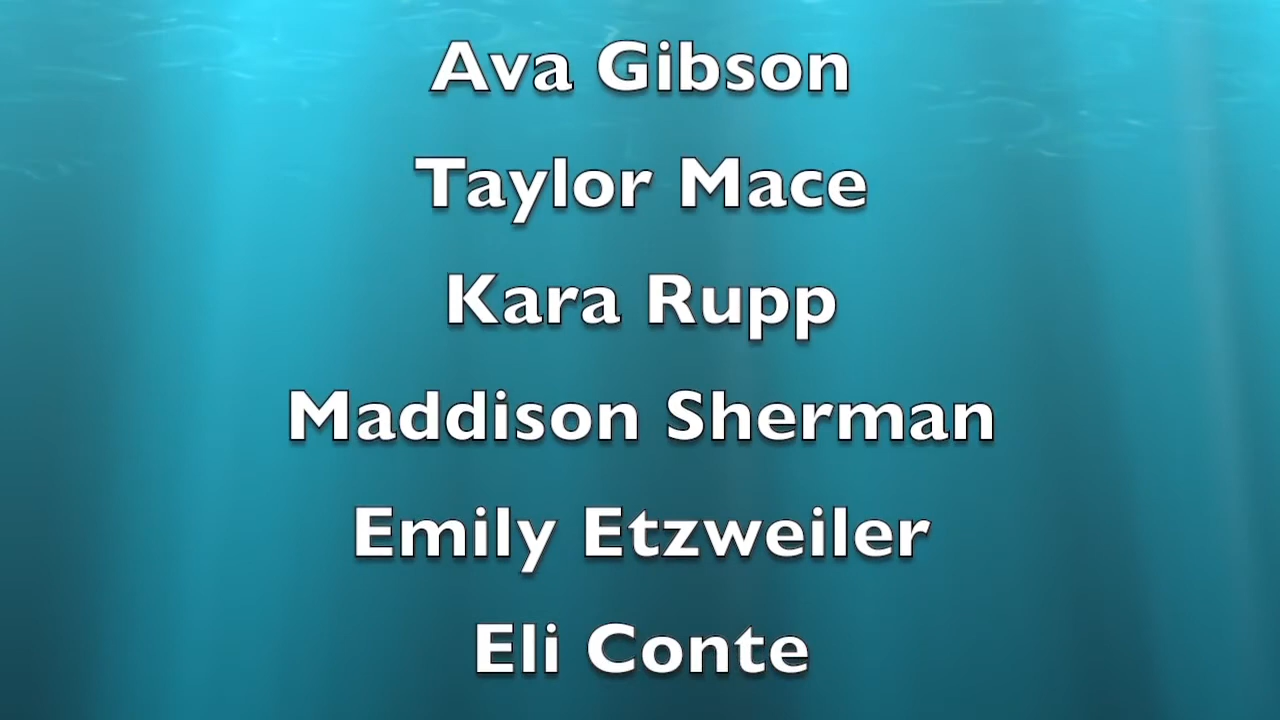 Ava Gibson
Taylor Mace
Kara Rupp
Maddison Sherman
Emily Etzweiler
Eli Conte